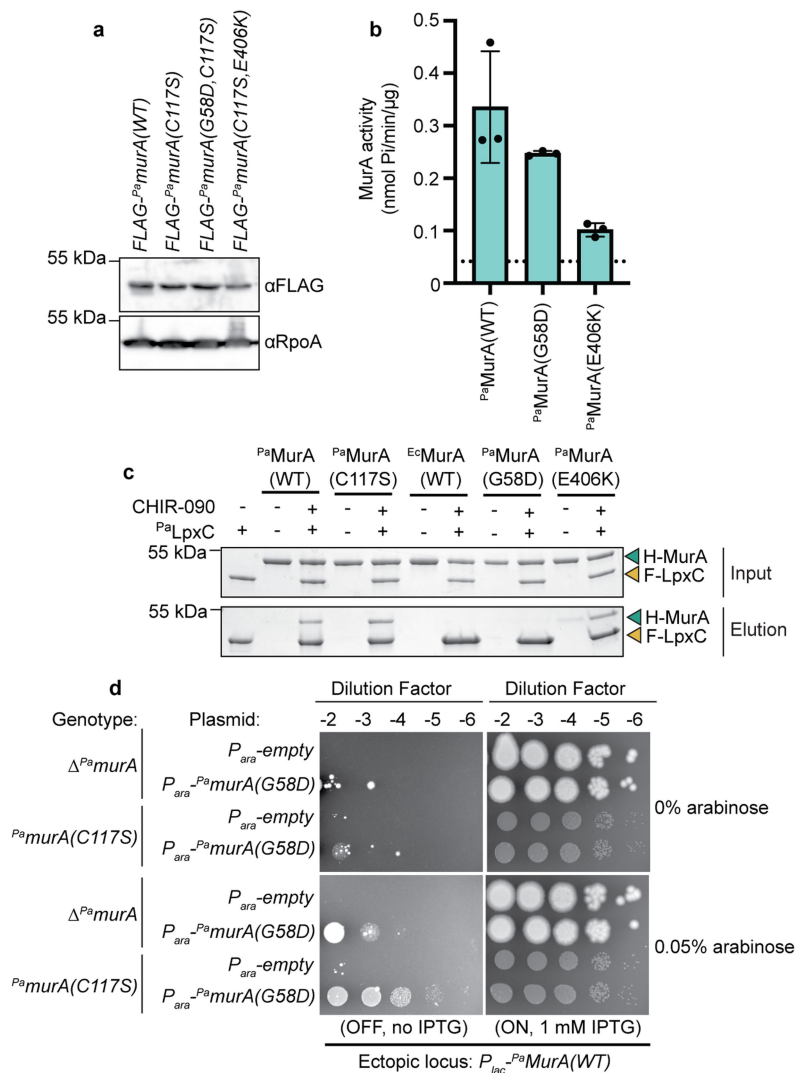 a
FLAG-PamurA(WT)
FLAG-PamurA(C117S)
FLAG-PamurA(G58D,C117S)
FLAG-PamurA(C117S,E406K)
55 kDa
αFLAG
55 kDa
αRpoA
b
MurA activity
(nmol Pi/min/µg)
0.5
0.4
0.3
0.2
0.1
0
PaMurA(WT)
PaMurA(G58D)
PaMurA(E406K)
c
PaMurA PaMurA EcMurA PaMurA PaMurA
(WT) (C117S) (WT) (G58D) (E406K)
CHIR-090 - - + - + - + - + - +
PaLpxC + - + - + - + - + - +
55 kDa
H-MurA
F-LpxC
Input
55 kDa
H-MurA
F-LpxC
Elution
d
Dilution Factor Dilution Factor
Genotype: Plasmid: -2 -3 -4 -5 -6 -2 -3 -4 -5 -6
ΔPamurA
Para-empty
Para-PamurA(G58D)
PamurA(C117S)
Para-empty
Para-PamurA(G58D)
0% arabinose
ΔPamurA
Para-empty
Para-PamurA(G58D)
PamurA(C117S)
Para-empty
Para-PamurA(G58D)
0.05% arabinose
(OFF, no IPTG) (ON, 1 mM IPTG)
Ectopic locus: Plac-PaMurA(WT)